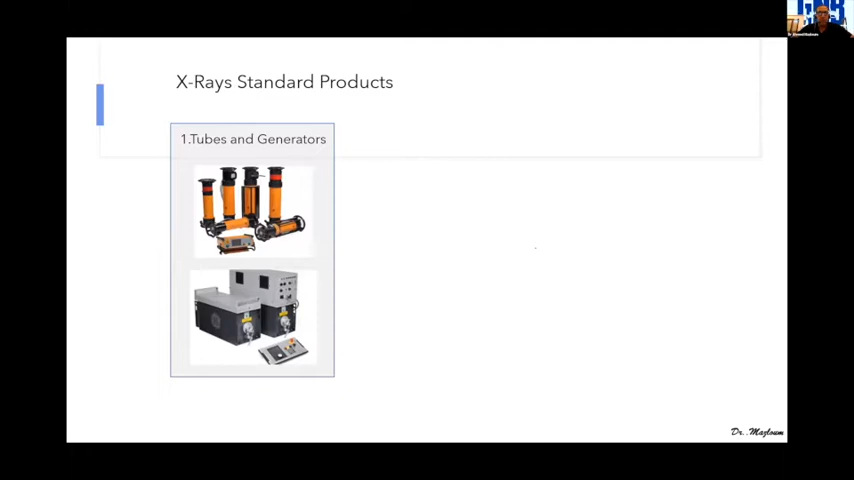 X-Rays Standard Products
1.Tubes and Generators
Dr. .Mazloum